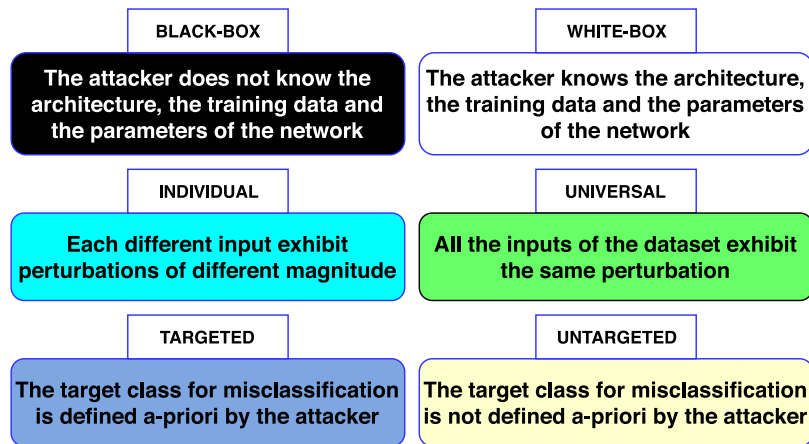 BLACK-BOX
The attacker does not know the
architecture, the training data and
the parameters of the network
WHITE-BOX
The attacker knows the architecture,
the training data and the parameters
of the network
INDIVIDUAL
Each different input exhibit
perturbations of different magnitude
UNIVERSAL
All the inputs of the dataset exhibit
the same perturbation
TARGETED
The target class for misclassification
is defined a-priori by the attacker
UNTARGETED
The target class for misclassification
is not defined a-priori by the attacker